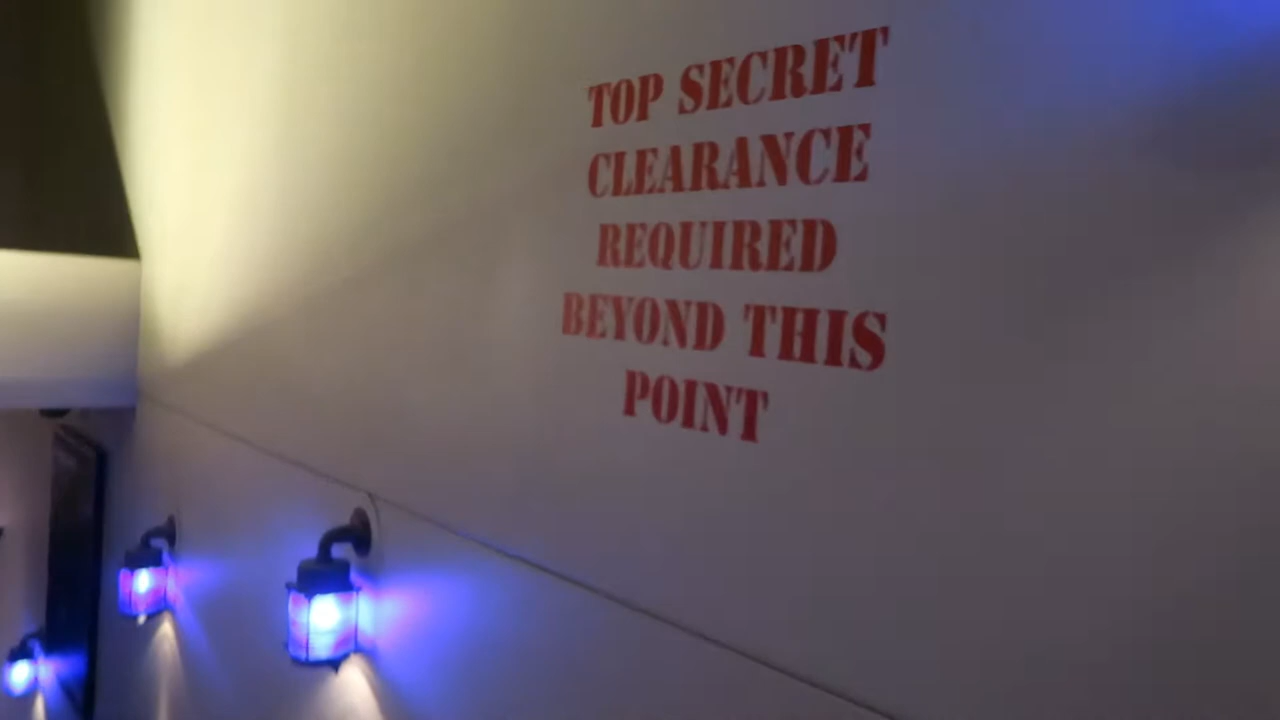 TOP SECRET
CLEARANCE
REQUIRED
BEYOND THIS
POINT